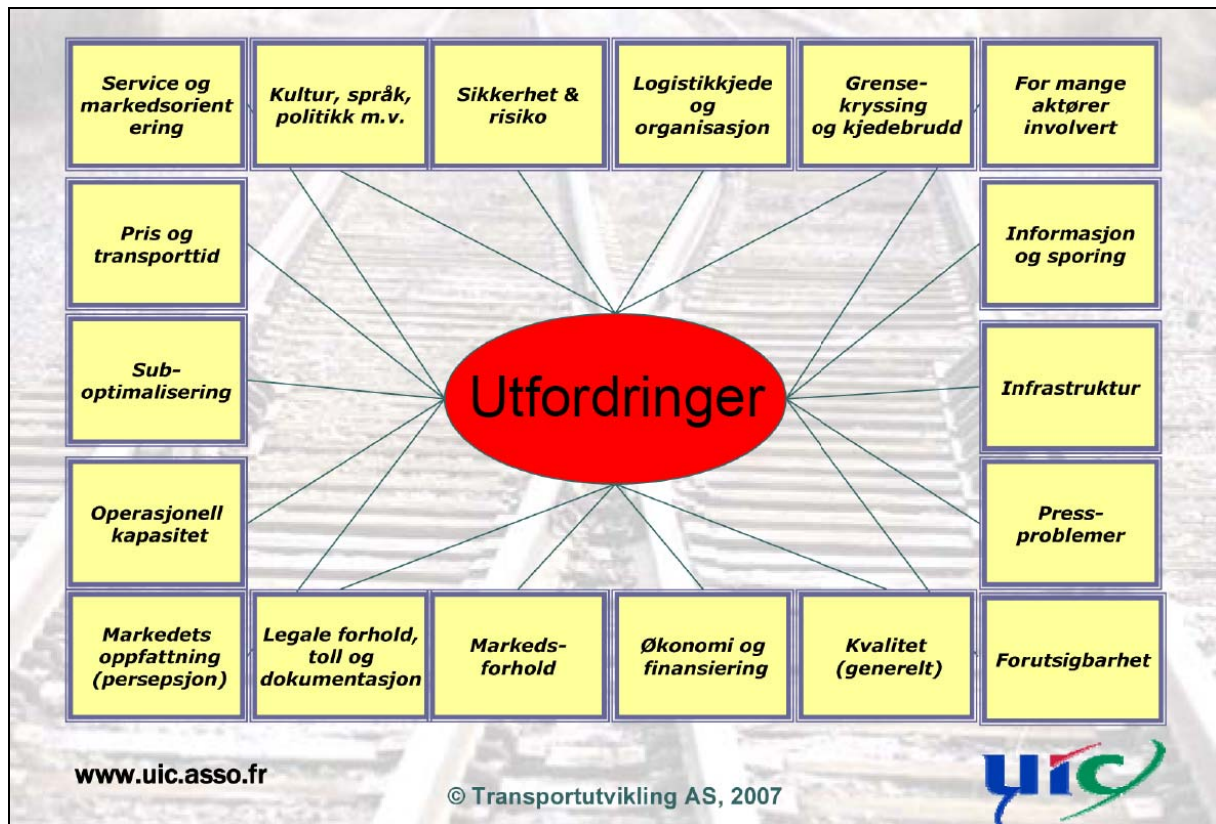 Service og
markedsorient
ering
Kultur, språk,
politikk m.v.
Sikkerhet &
risiko
Logistikkjede
og
organisasjon
Grense-
kryssing
og kjedebrudd
For mange
aktører
involvert
Pris og
transporttid
Informasjon
og sporing
Sub-
optimalisering
Utfordringer
Infrastruktur
Operasjonell
kapasitet
Press-
problemer
Markedets
oppfattning
(persepsjon)
Legale forhold,
toll og
dokumentasjon
Markeds-
forhold
Økonomi og
finansiering
Kvalitet
(generelt)
Forutsigbarhet
www.uic.asso.fr
© Transportutvikling AS, 2007
uic